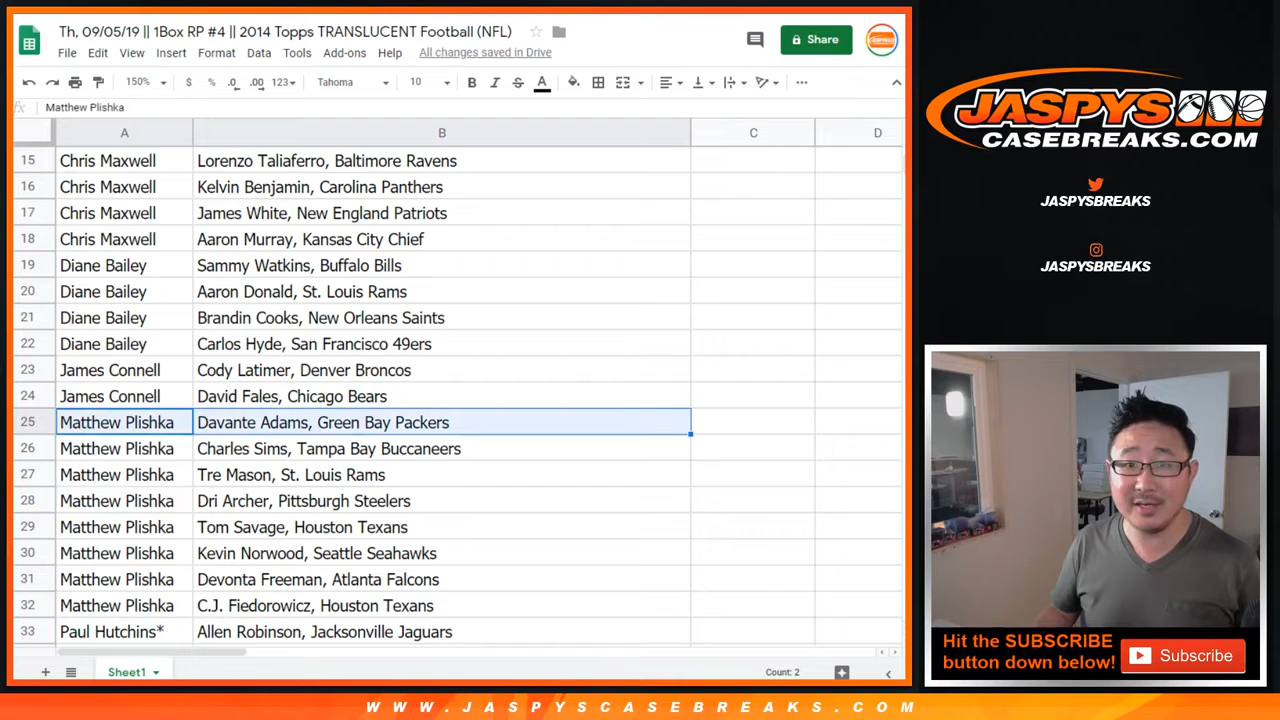 Th, 09/05/19 || 1Box RP #4 || 2014 Topps TRANSLUCENT Football (NFL)
File Edit View Insert Format Data Tools Add-ons Help All changes saved in Drive
Share
150% $ % .0 .00 123 Tahoma 10 B I S A
fx Matthew Plishka
A B C D
15 Chris Maxwell Lorenzo Taliaferro, Baltimore Ravens
16 Chris Maxwell Kelvin Benjamin, Carolina Panthers
17 Chris Maxwell James White, New England Patriots
18 Chris Maxwell Aaron Murray, Kansas City Chief
19 Diane Bailey Sammy Watkins, Buffalo Bills
20 Diane Bailey Aaron Donald, St. Louis Rams
21 Diane Bailey Brandin Cooks, New Orleans Saints
22 Diane Bailey Carlos Hyde, San Francisco 49ers
23 James Connell Cody Latimer, Denver Broncos
24 James Connell David Fales, Chicago Bears
25 Matthew Plishka Davante Adams, Green Bay Packers
26 Matthew Plishka Charles Sims, Tampa Bay Buccaneers
27 Matthew Plishka Tre Mason, St. Louis Rams
28 Matthew Plishka Dri Archer, Pittsburgh Steelers
29 Matthew Plishka Tom Savage, Houston Texans
30 Matthew Plishka Kevin Norwood, Seattle Seahawks
31 Matthew Plishka Devonta Freeman, Atlanta Falcons
32 Matthew Plishka C.J. Fiedorowicz, Houston Texans
33 Paul Hutchins* Allen Robinson, Jacksonville Jaguars
Sheet1 Count: 2
JASPYS
CASEBREAKS.COM
JASPYSBREAKS
JASPYSBREAKS
Hit the SUBSCRIBE
button down below!
Subscribe
WWW.JASPYSCASEBREAKS.COM